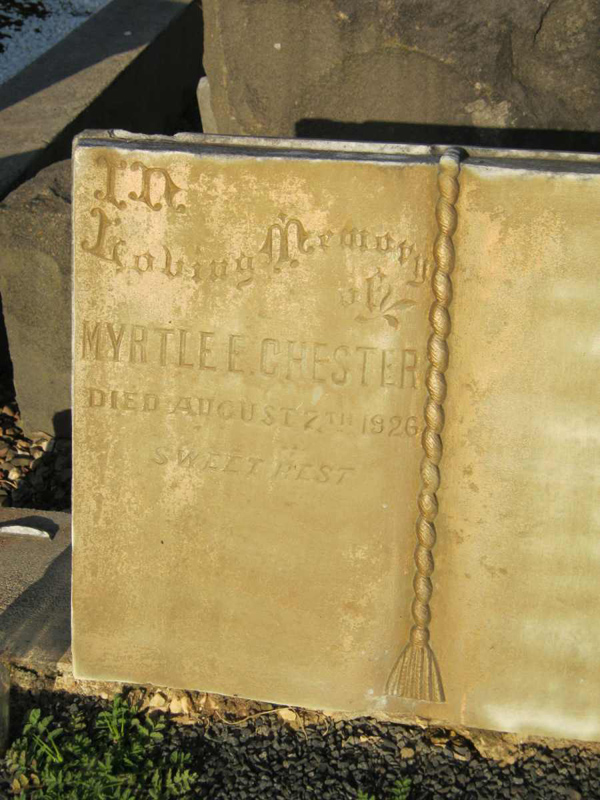 In
Loving Memory
of
MYRTLE E. CHESTER
DIED AUGUST 7TH 1926
SWEET REST